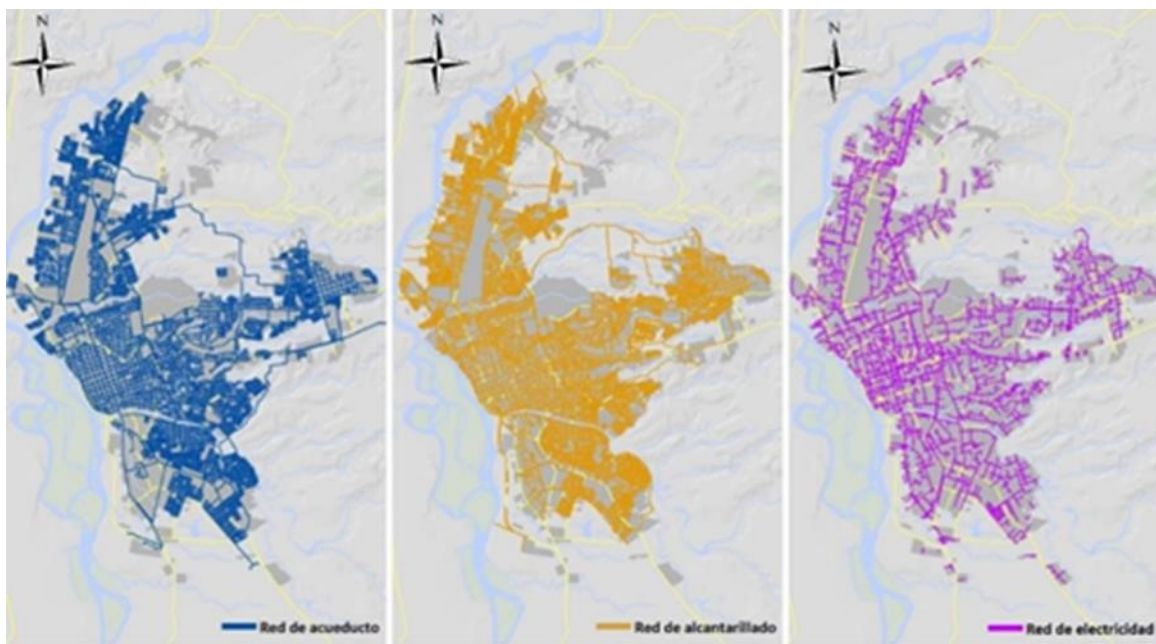 N
N
N
Red de acueducto
Red de alcantarillado
Red de electricidad